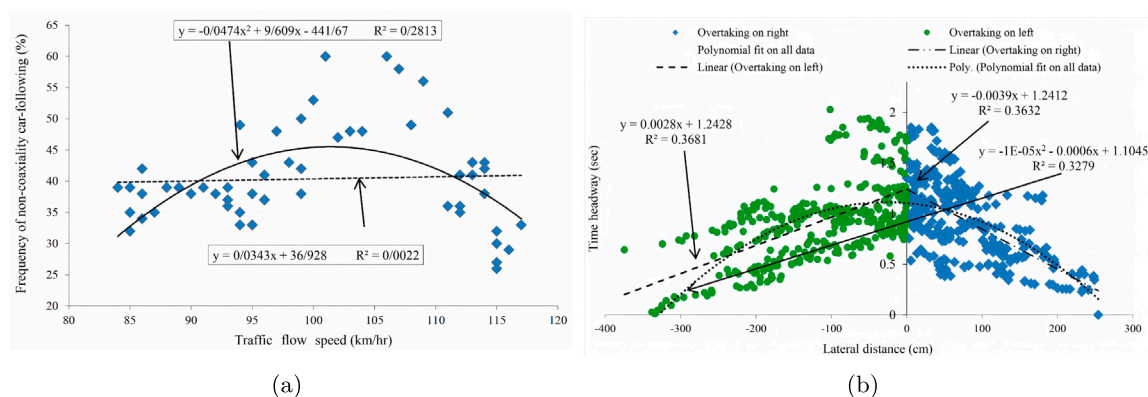 y = -0/0474x² + 9/609x - 441/67 R² = 0/2813
65
60
55
50
45
40
35
30
25
20
Frequency of non-coaxiality car-following (%)
y = 0/0343x + 36/928 R² = 0/0022
80 85 90 95 100 105 110 115 120
Traffic flow speed (km/hr)
(a)
Overtaking on right
Overtaking on left
Polynomial fit on all data
Linear (Overtaking on right)
Linear (Overtaking on left)
Poly. (Polynomial fit on all data)
y = -0.0039x + 1.2412
R² = 0.3632
y = 0.0028x + 1.2428
R² = 0.3681
y = -1E-05x² - 0.0006x + 1.1045
R² = 0.3279
2
1.5
1
0.5
0
Time headway (sec)
-400 -300 -200 -100 0 100 200 300
Lateral distance (cm)
(b)